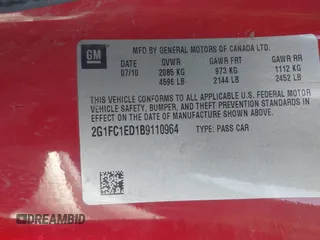 GM
MFD BY GENERAL MOTORS OF CANADA LTD.
DATE GVWR GAWR FRT GAWR RR
07/10 2085 KG 973 KG 1112 KG
4596 LB 2144 LB 2452 LB
THIS VEHICLE CONFORMS TO ALL APPLICABLE U.S. FEDERAL MOTOR
VEHICLE SAFETY, BUMPER, AND THEFT PREVENTION STANDARDS
IN EFFECT ON THE DATE OF MANUFACTURE SHOWN ABOVE.
2G1FC1ED1B9110964 TYPE: PASS CAR
DREAMBID